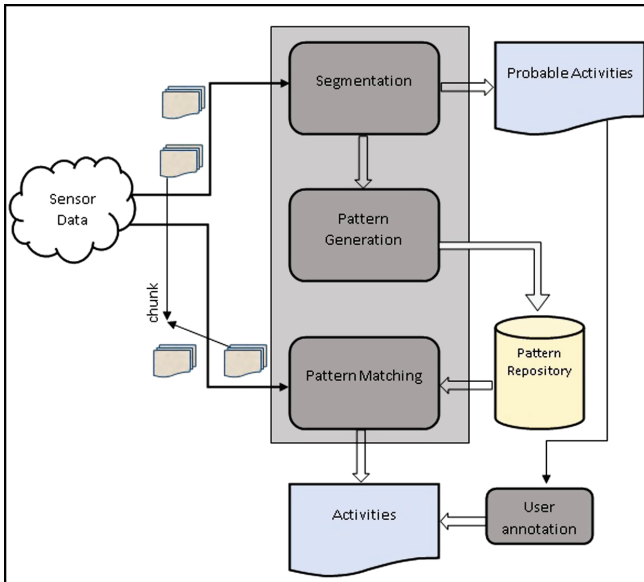 Segmentation
Probable Activities
Sensor
Data
Pattern
Generation
chunk
Pattern
Repository
Pattern Matching
Activities
User
annotation